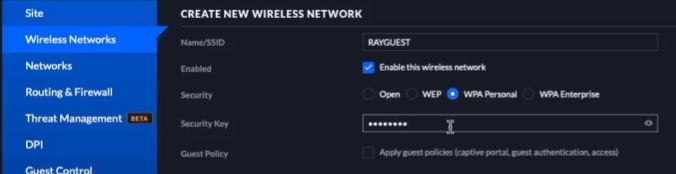 Site
Wireless Networks
Networks
Routing & Firewall
Threat Management BETA
DPI
Guest Control
CREATE NEW WIRELESS NETWORK
Name/SSID RAYGUEST
Enabled Enable this wireless network
Security Open WEP WPA Personal WPA Enterprise
Security Key ••••••••
Guest Policy Apply guest policies (captive portal, guest authentication, access)